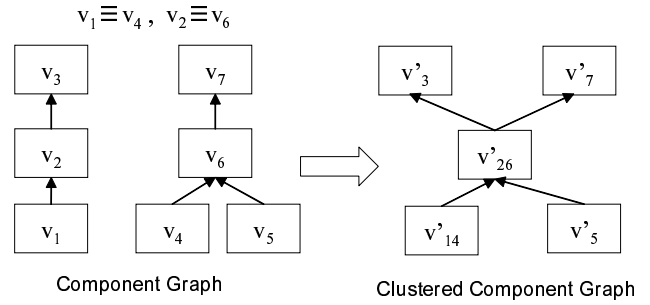 v1≡v4 , v2≡v6
v3 v7 v'3 v'7
v2 v6 v'26
v1 v4 v5 v'14 v'5
Component Graph
Clustered Component Graph